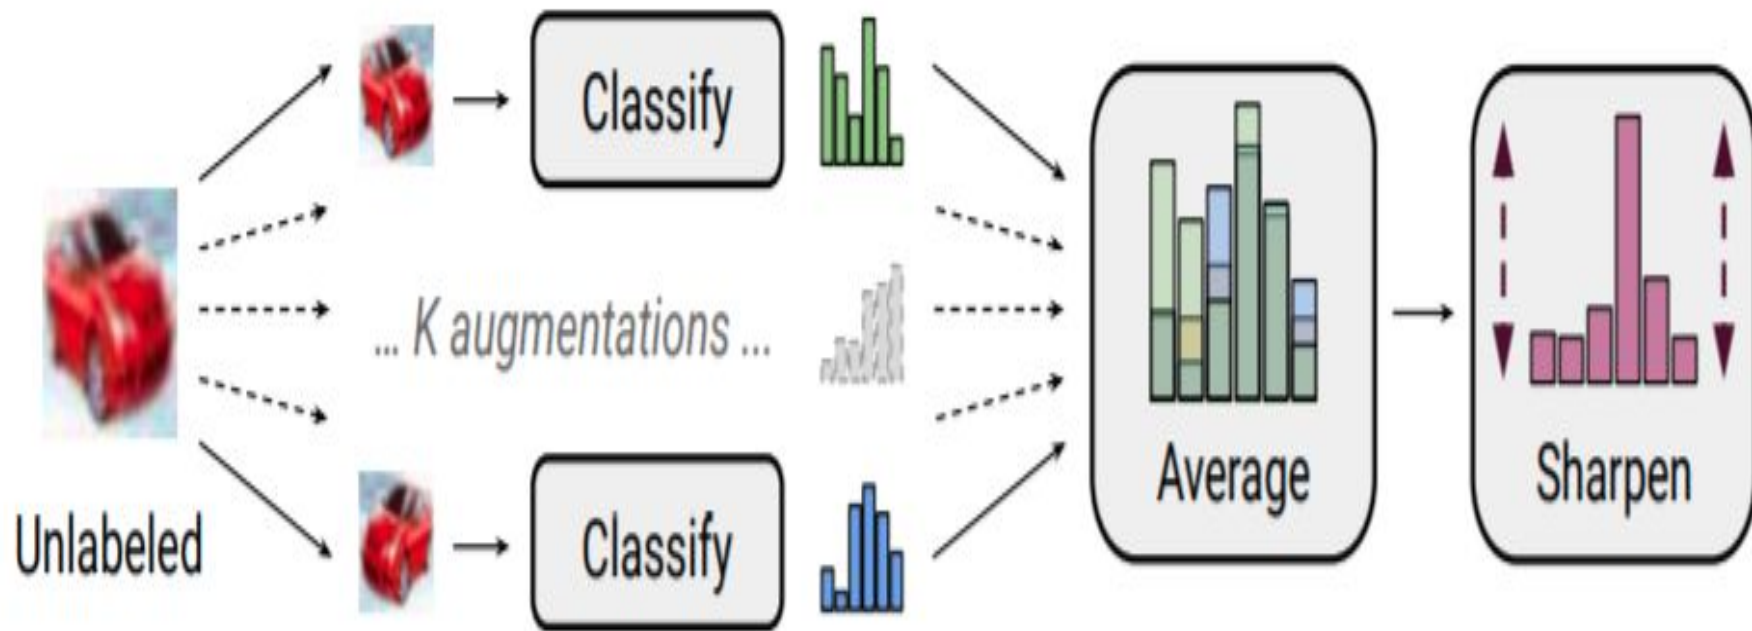 Classify
... K augmentations ...
Classify
Unlabeled
Average
Sharpen